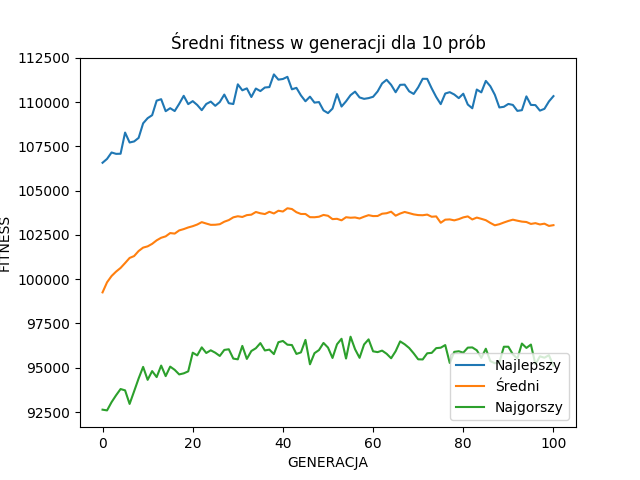 Średni fitness w generacji dla 10 prób
FITNESS
112500
110000
107500
105000
102500
100000
97500
95000
92500
0 20 40 60 80 100
GENERACJA
Najlepszy
Średni
Najgorszy